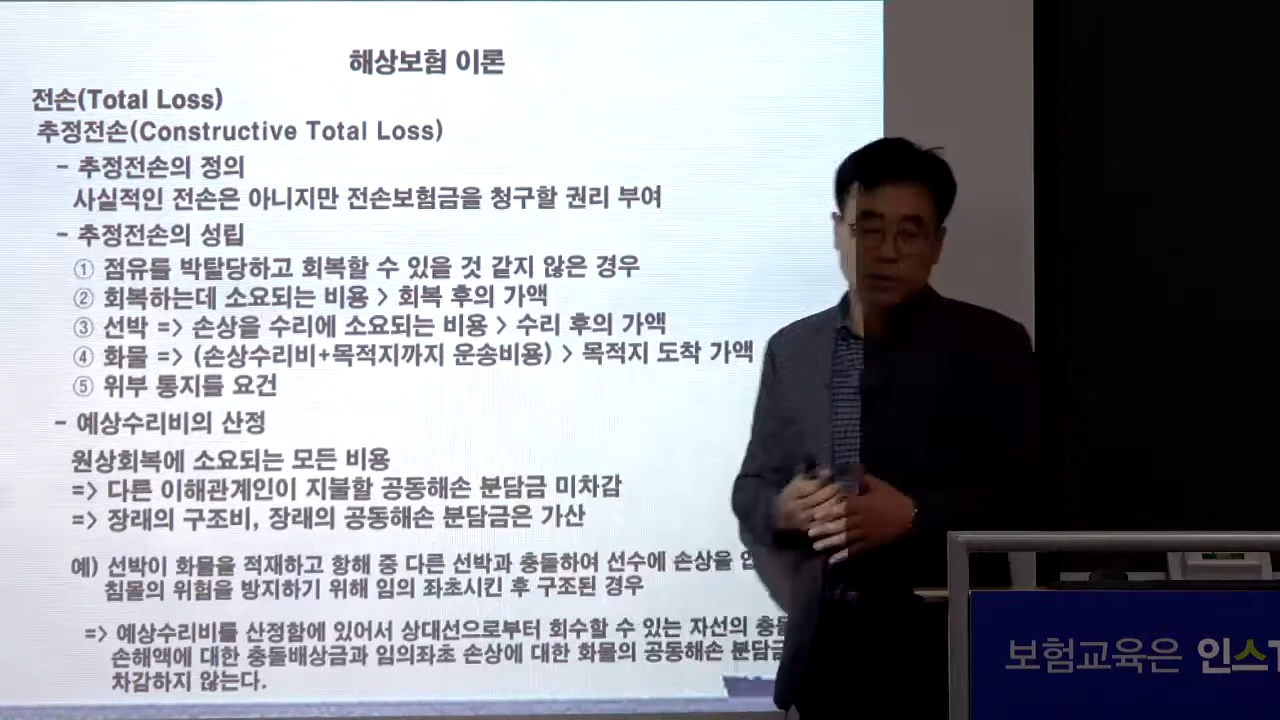 해상보험 이론
전손(Total Loss)
추정전손(Constructive Total Loss)
- 추정전손의 정의
사실적인 전손은 아니지만 전손보험금을 청구할 권리 부여
- 추정전손의 성립
① 점유를 박탈당하고 회복할 수 있을 것 같지 않은 경우
② 회복하는데 소요되는 비용 > 회복 후의 가액
③ 선박 => 손상을 수리에 소요되는 비용 > 수리 후의 가액
④ 화물 => (손상수리비+목적지까지 운송비용) > 목적지 도착 가액
⑤ 위부 통지를 요건
- 예상수리비의 산정
원상회복에 소요되는 모든 비용
=> 다른 이해관계인이 지불할 공동해손 분담금 미차감
=> 장래의 구조비, 장래의 공동해손 분담금은 가산
예) 선박이 화물을 적재하고 항해 중 다른 선박과 충돌하여 선수에 손상을
침몰의 위험을 방지하기 위해 임의 좌초시킨 후 구조된 경우
=> 예상수리비를 산정함에 있어서 상대선으로부터 회수할 수 있는 자선의
손해액에 대한 충돌배상금과 임의좌초 손상에 대한 화물의 공동해손 분담금
차감하지 않는다.
보험교육은 인스